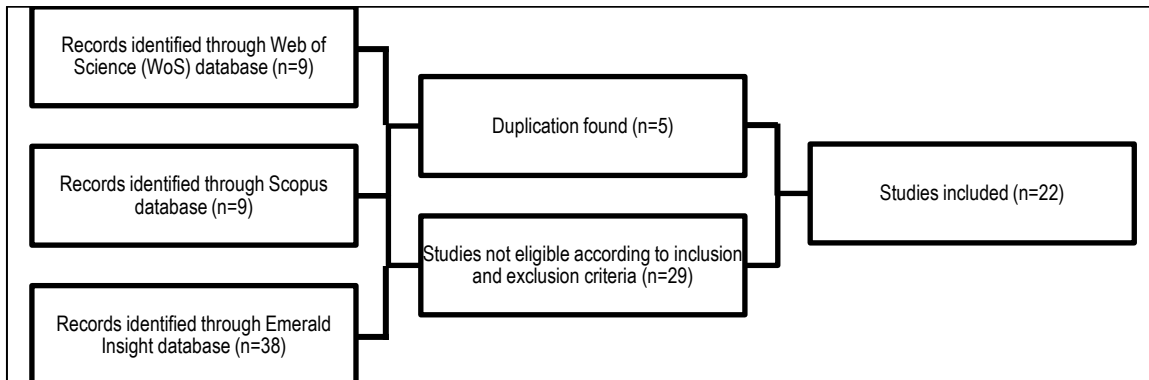 Records identified through Web of
Science (WoS) database (n=9)
Records identified through Scopus
database (n=9)
Records identified through Emerald
Insight database (n=38)
Duplication found (n=5)
Studies not eligible according to inclusion
and exclusion criteria (n=29)
Studies included (n=22)